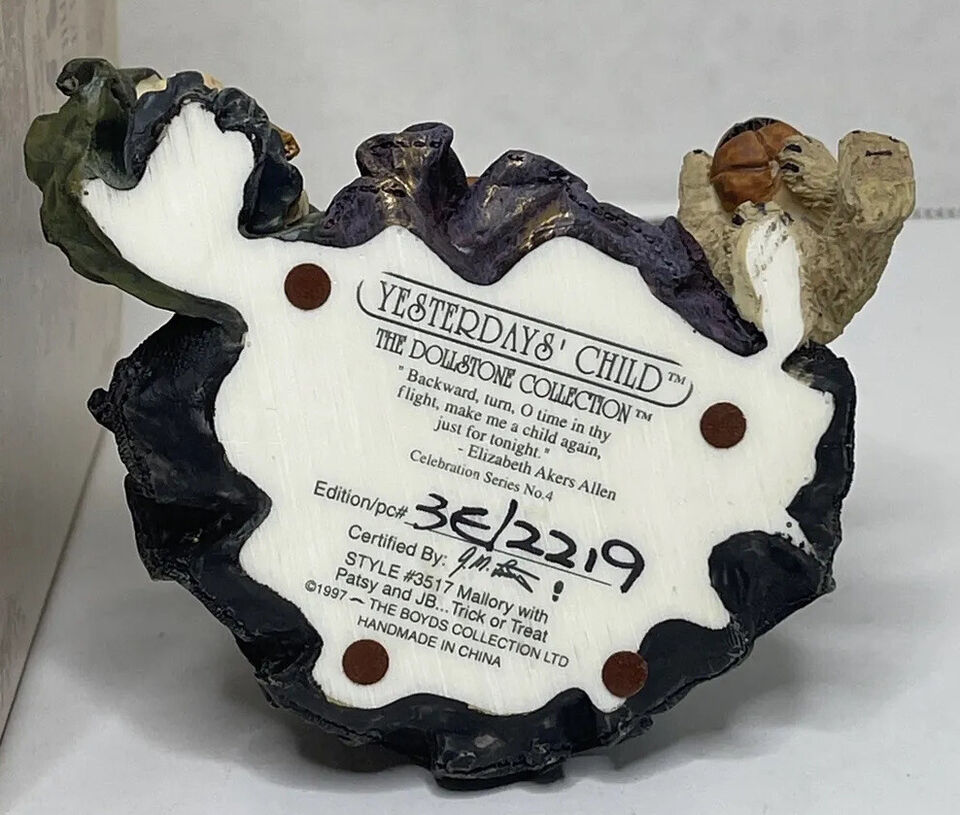 YESTERDAYS' CHILD™
THE DOLLSTONE COLLECTION™
"Backward, turn, O time in thy
flight, make me a child again,
just for tonight."
- Elizabeth Akers Allen
Celebration Series No.4
Edition/pc# 3E/2219
Certified By:
STYLE #3517 Mallory with
Patsy and JB...Trick or Treat
©1997 ~ THE BOYDS COLLECTION LTD
HANDMADE IN CHINA